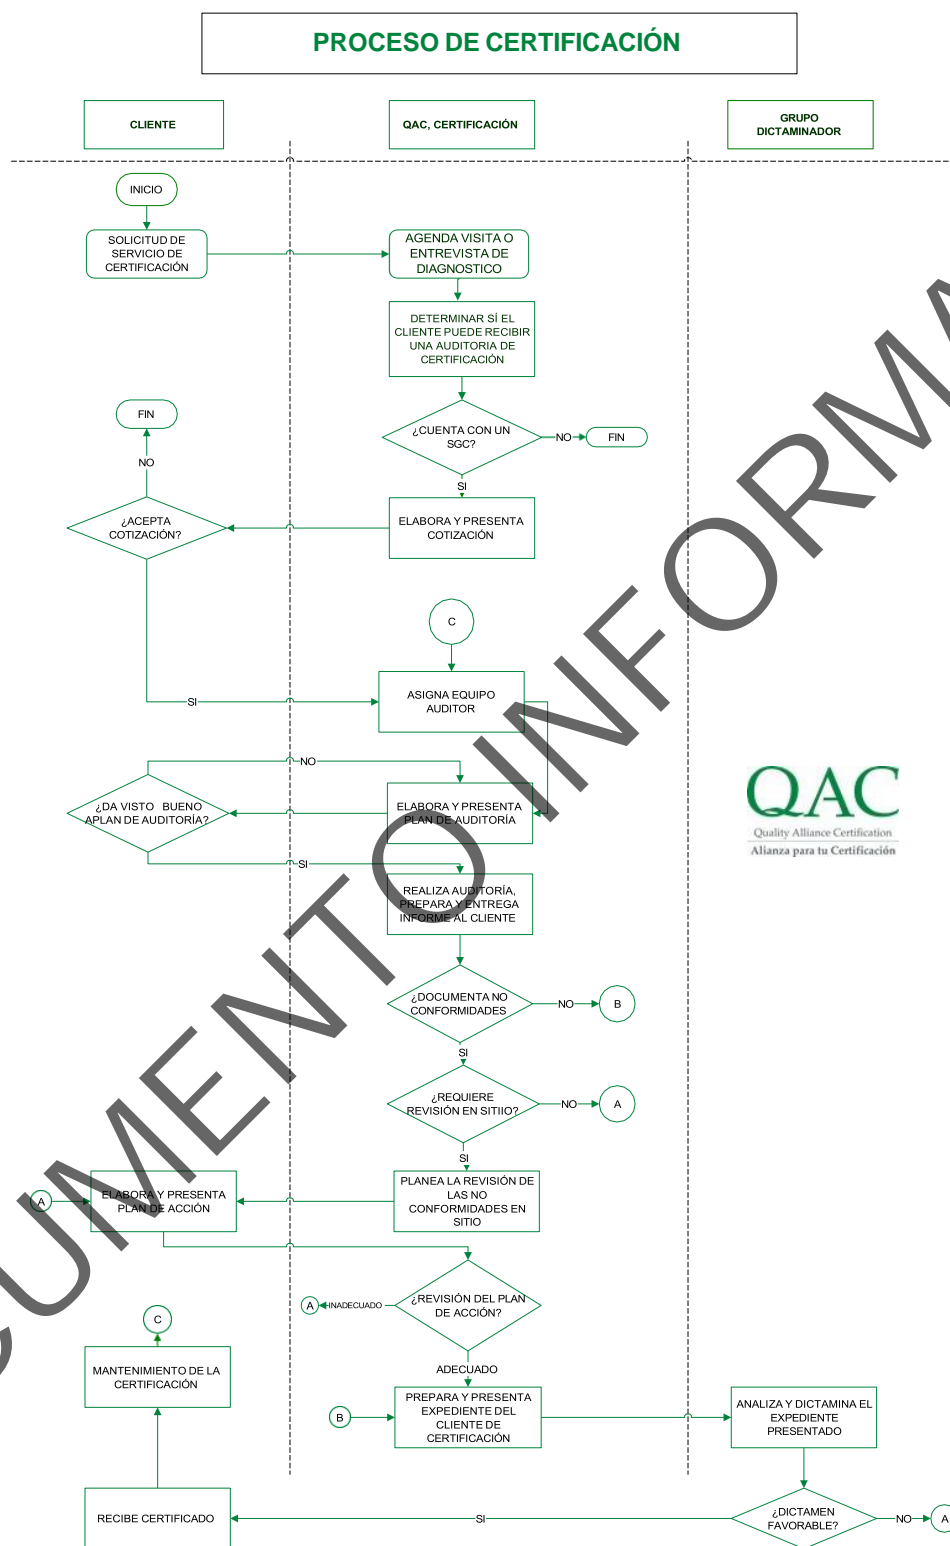 PROCESO DE CERTIFICACIÓN
CLIENTE
QAC, CERTIFICACIÓN
GRUPO
DICTAMINADOR
INICIO
SOLICITUD DE
SERVICIO DE
CERTIFICACIÓN
AGENDA VISITA O
ENTREVISTA DE
DIAGNOSTICO
DETERMINAR SÍ EL
CLIENTE PUEDE RECIBIR
UNA AUDITORIA DE
CERTIFICACIÓN
FIN
¿CUENTA CON UN
SGC?
NO
FIN
NO
SI
¿ACEPTA
COTIZACIÓN?
ELABORA Y PRESENTA
COTIZACIÓN
C
SI
ASIGNA EQUIPO
AUDITOR
NO
¿DA VISTO BUENO
APLAN DE AUDITORÍA?
ELABORA Y PRESENTA
PLAN DE AUDITORÍA
QAC
Quality Alliance Certification
Alianza para tu Certificación
SI
REALIZA AUDITORÍA,
PREPARA Y ENTREGA
INFORME AL CLIENTE
¿DOCUMENTA NO
CONFORMIDADES
NO
B
SI
¿REQUIERE
REVISIÓN EN SITIIO?
NO
A
SI
A
ELABORA Y PRESENTA
PLAN DE ACCIÓN
PLANEA LA REVISIÓN DE
LAS NO
CONFORMIDADES EN
SITIO
¿REVISIÓN DEL PLAN
DE ACCIÓN?
INADECUADO
A
C
ADECUADO
MANTENIMIENTO DE LA
CERTIFICACIÓN
B
PREPARA Y PRESENTA
EXPEDIENTE DEL
CLIENTE DE
CERTIFICACIÓN
ANALIZA Y DICTAMINA EL
EXPEDIENTE
PRESENTADO
RECIBE CERTIFICADO
SI
¿DICTAMEN
FAVORABLE?
NO
A
CUMENTO INFORMA